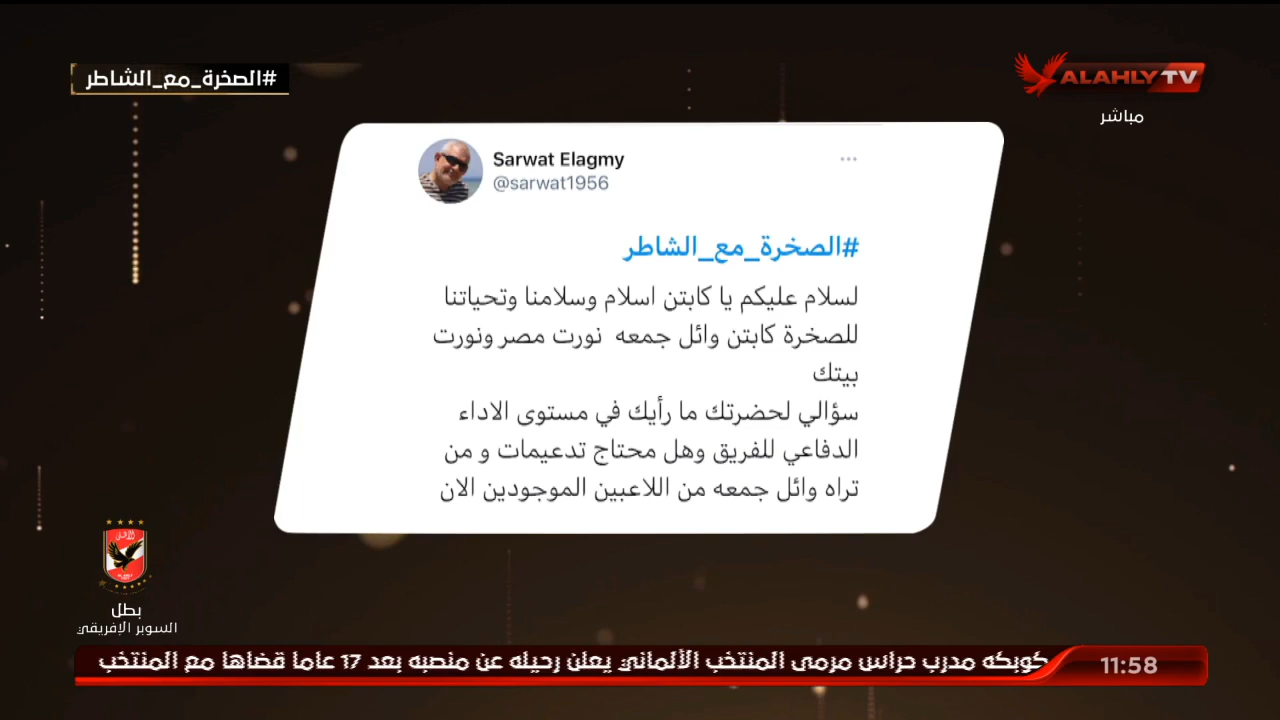 #الصخرة_مع_الشاطر
ALAHLY TV
مباشر
Sarwat Elagmy
@sarwat1956
#الصخرة_مع_الشاطر
لسلام عليكم يا كابتن اسلام وسلامنا وتحياتنا
للصخرة كابتن وائل جمعه نورت مصر ونورت
بيتك
سؤالي لحضرتك ما رأيك في مستوى الاداء
الدفاعي للفريق وهل محتاج تدعيمات و من
تراه وائل جمعه من اللاعبين الموجودين الان
بطل
السوبر الإفريقي
كوبكه مدرب حراس مرمى المنتخب الألماني يعلن رحيله عن منصبه بعد 17 عاما قضاها مع المنتخب
11:58